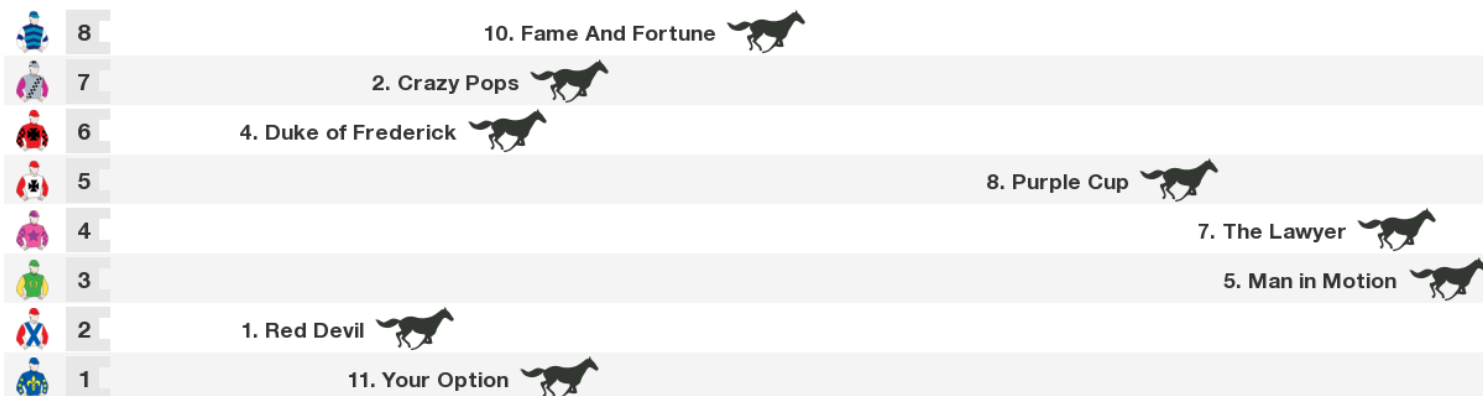 8 10. Fame And Fortune
7 2. Crazy Pops
6 4. Duke of Frederick
5 8. Purple Cup
4 7. The Lawyer
3 5. Man in Motion
2 1. Red Devil
1 11. Your Option